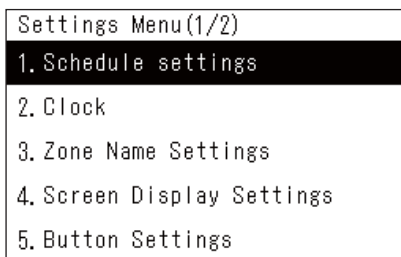 Settings Menu(1/2)
1. Schedule settings
2. Clock
3. Zone Name Settings
4. Screen Display Settings
5. Button Settings